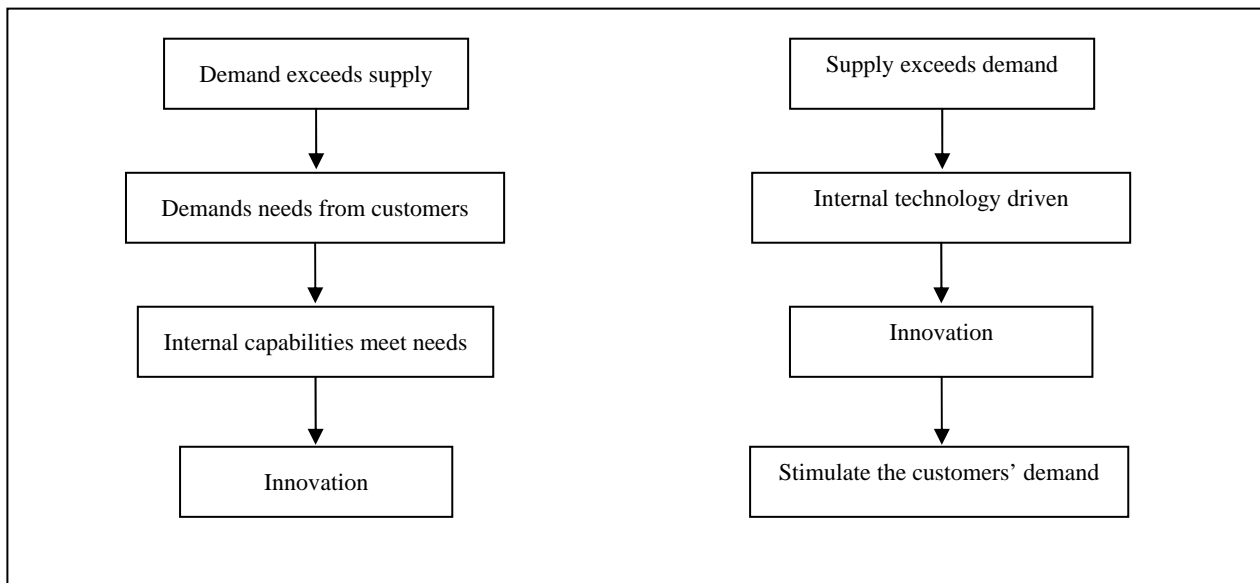 Demand exceeds supply
Demands needs from customers
Internal capabilities meet needs
Innovation
Supply exceeds demand
Internal technology driven
Innovation
Stimulate the customers’ demand